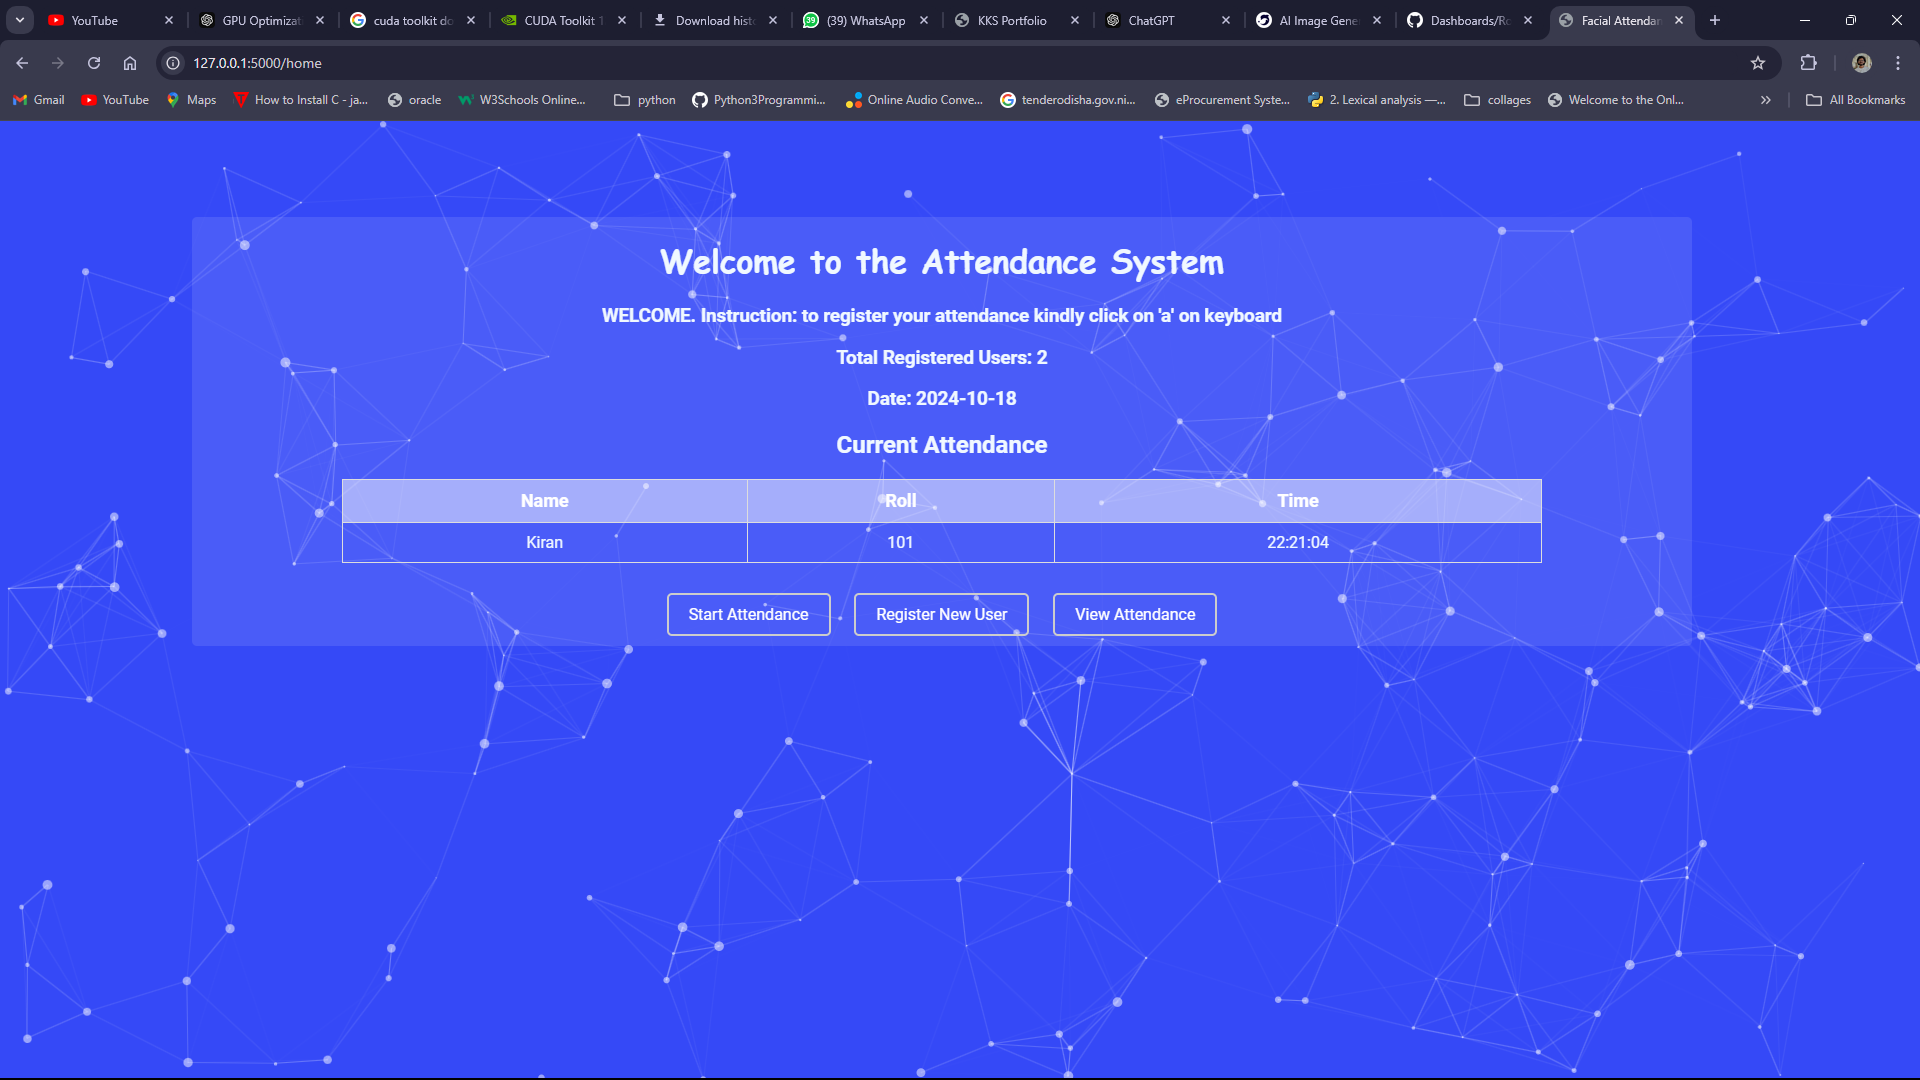 YouTube
GPU Optimizat
cuda toolkit do
CUDA Toolkit 1
Download histo
39
(39) WhatsApp
KKS Portfolio
ChatGPT
AI Image Gene
Dashboards/Ro
Facial Attendan
127.0.0.1:5000/home
Gmail
YouTube
Maps
How to Install C - ja...
oracle
W3Schools Online...
python
Python3Programmi...
Online Audio Conve...
tenderodisha.gov.ni...
eProcurement Syste...
2. Lexical analysis —...
collages
Welcome to the Onl...
All Bookmarks
Welcome to the Attendance System
WELCOME. Instruction: to register your attendance kindly click on 'a' on keyboard
Total Registered Users: 2
Date: 2024-10-18
Current Attendance
Name Roll Time
Kiran 101 22:21:04
Start Attendance Register New User View Attendance